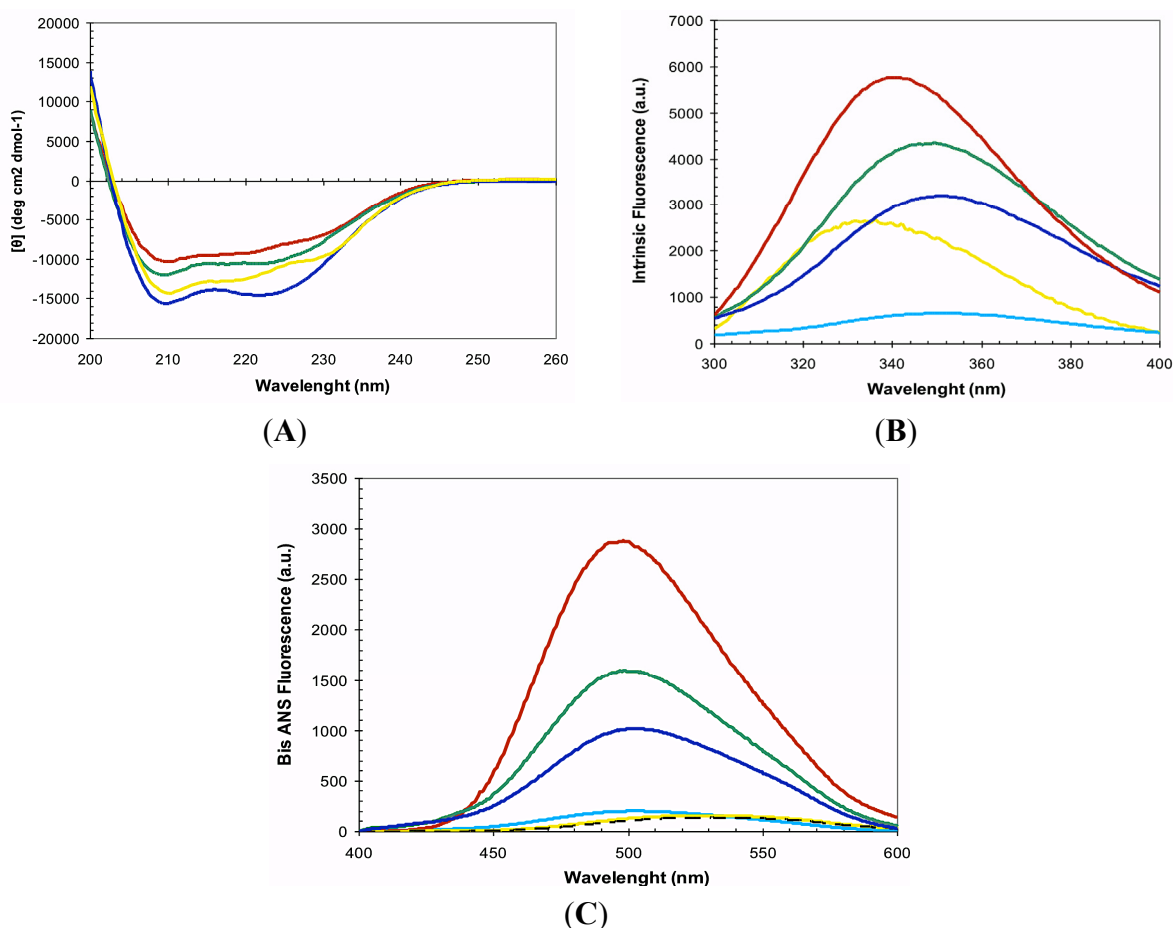 20000
15000
10000
5000
0
-5000
-10000
-15000
-20000
200 210 220 230 240 250 260
[θ] (deg cm2 dmol-1)
Wavelenght (nm)
(A)
7000
6000
5000
4000
3000
2000
1000
0
300 320 340 360 380 400
Intrinsic Fluorescence (a.u.)
Wavelenght (nm)
(B)
3500
3000
2500
2000
1500
1000
500
0
400 450 500 550 600
Bis ANS Fluorescence (a.u.)
Wavelenght (nm)
(C)